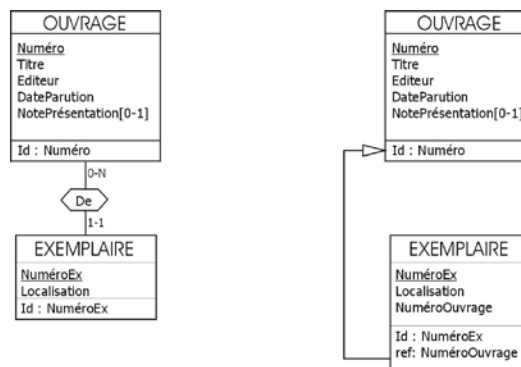 OUVRAGE
Numéro
Titre
Editeur
DateParution
NotePrésentation[0-1]
Id : Numéro
0-N
De
1-1
EXEMPLAIRE
NuméroEx
Localisation
Id : NuméroEx
OUVRAGE
Numéro
Titre
Editeur
DateParution
NotePrésentation[0-1]
Id : Numéro
EXEMPLAIRE
NuméroEx
Localisation
NuméroOuvrage
Id : NuméroEx
ref: NuméroOuvrage